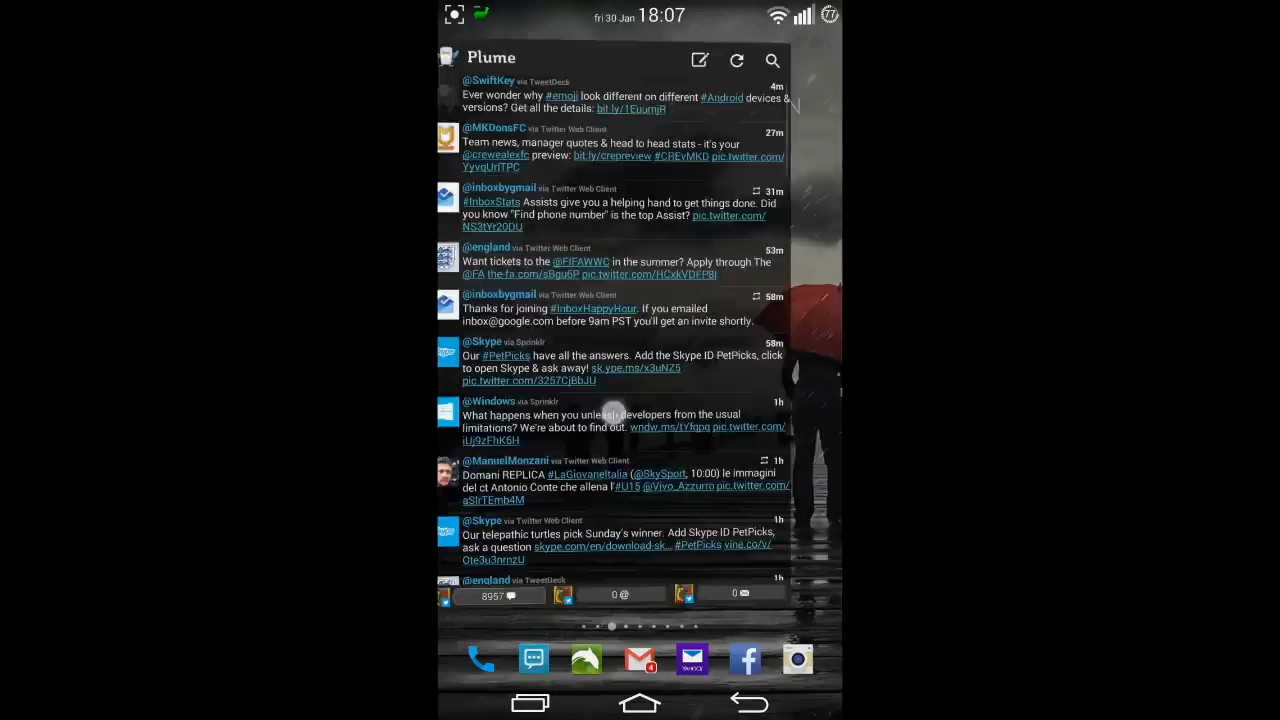 fri 30 Jan 18:07
77
Plume
@SwiftKey via TweetDeck 4m
Ever wonder why #emoji look different on different #Android devices &
versions? Get all the details: bit.ly/1EuumjR
@MKDonsFC via Twitter Web Client 27m
Team news, manager quotes & head to head stats - it's your
@crewealexfc preview: bit.ly/crepreview #CREvMKD pic.twitter.com/
YyvqUriTPC
@inboxbygmail via Twitter Web Client 31m
#InboxStats Assists give you a helping hand to get things done. Did
you know "Find phone number" is the top Assist? pic.twitter.com/
NS3tYr20DU
@england via Twitter Web Client 53m
Want tickets to the @FIFAWWC in the summer? Apply through The
@FA the-fa.com/sBgu6P pic.twitter.com/HCxkVDEP8l
@inboxbygmail via Twitter Web Client 58m
Thanks for joining #InboxHappyHour. If you emailed
inbox@google.com before 9am PST you'll get an invite shortly.
@Skype via Sprinklr 58m
Our #PetPicks have all the answers. Add the Skype ID PetPicks, click
to open Skype & ask away! sk.ype.ms/x3uNZ5
pic.twitter.com/3257CjBbJU
@Windows via Sprinklr 1h
What happens when you unleash developers from the usual
limitations? We're about to find out. wndw.ms/tYfqpq pic.twitter.com/
iUj9zFhK6H
@ManuelMonzani via Twitter Web Client 1h
Domani REPLICA #LaGiovaneItalia (@SkySport, 10:00) le immagini
del ct Antonio Conte che allena l'#U15 @Vivo_Azzurro pic.twitter.com/
aSlrTEmb4M
@Skype via Twitter Web Client 1h
Our telepathic turtles pick Sunday's winner. Add Skype ID PetPicks,
ask a question skype.com/en/download-sk... #PetPicks vine.co/v/
Ote3u3nrnzU
@england via TweetDeck 1h
8957 0 @ 0
4
YAHOO!